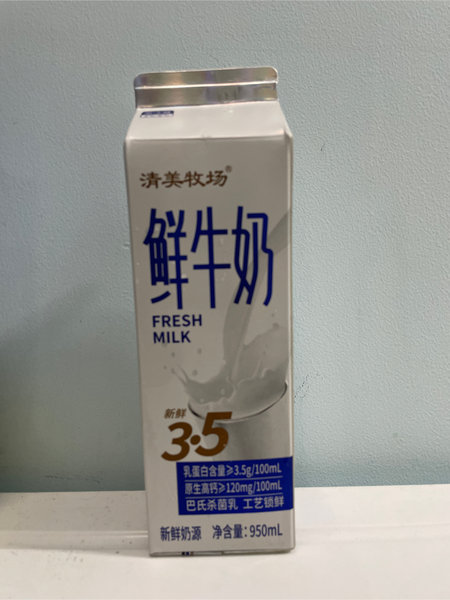 清美牧场®
鲜牛奶
FRESH
MILK
新鲜
3·5
乳蛋白含量≥3.5g/100mL
原生高钙≥120mg/100mL
巴氏杀菌乳 工艺锁鲜
新鲜奶源 净含量:950mL